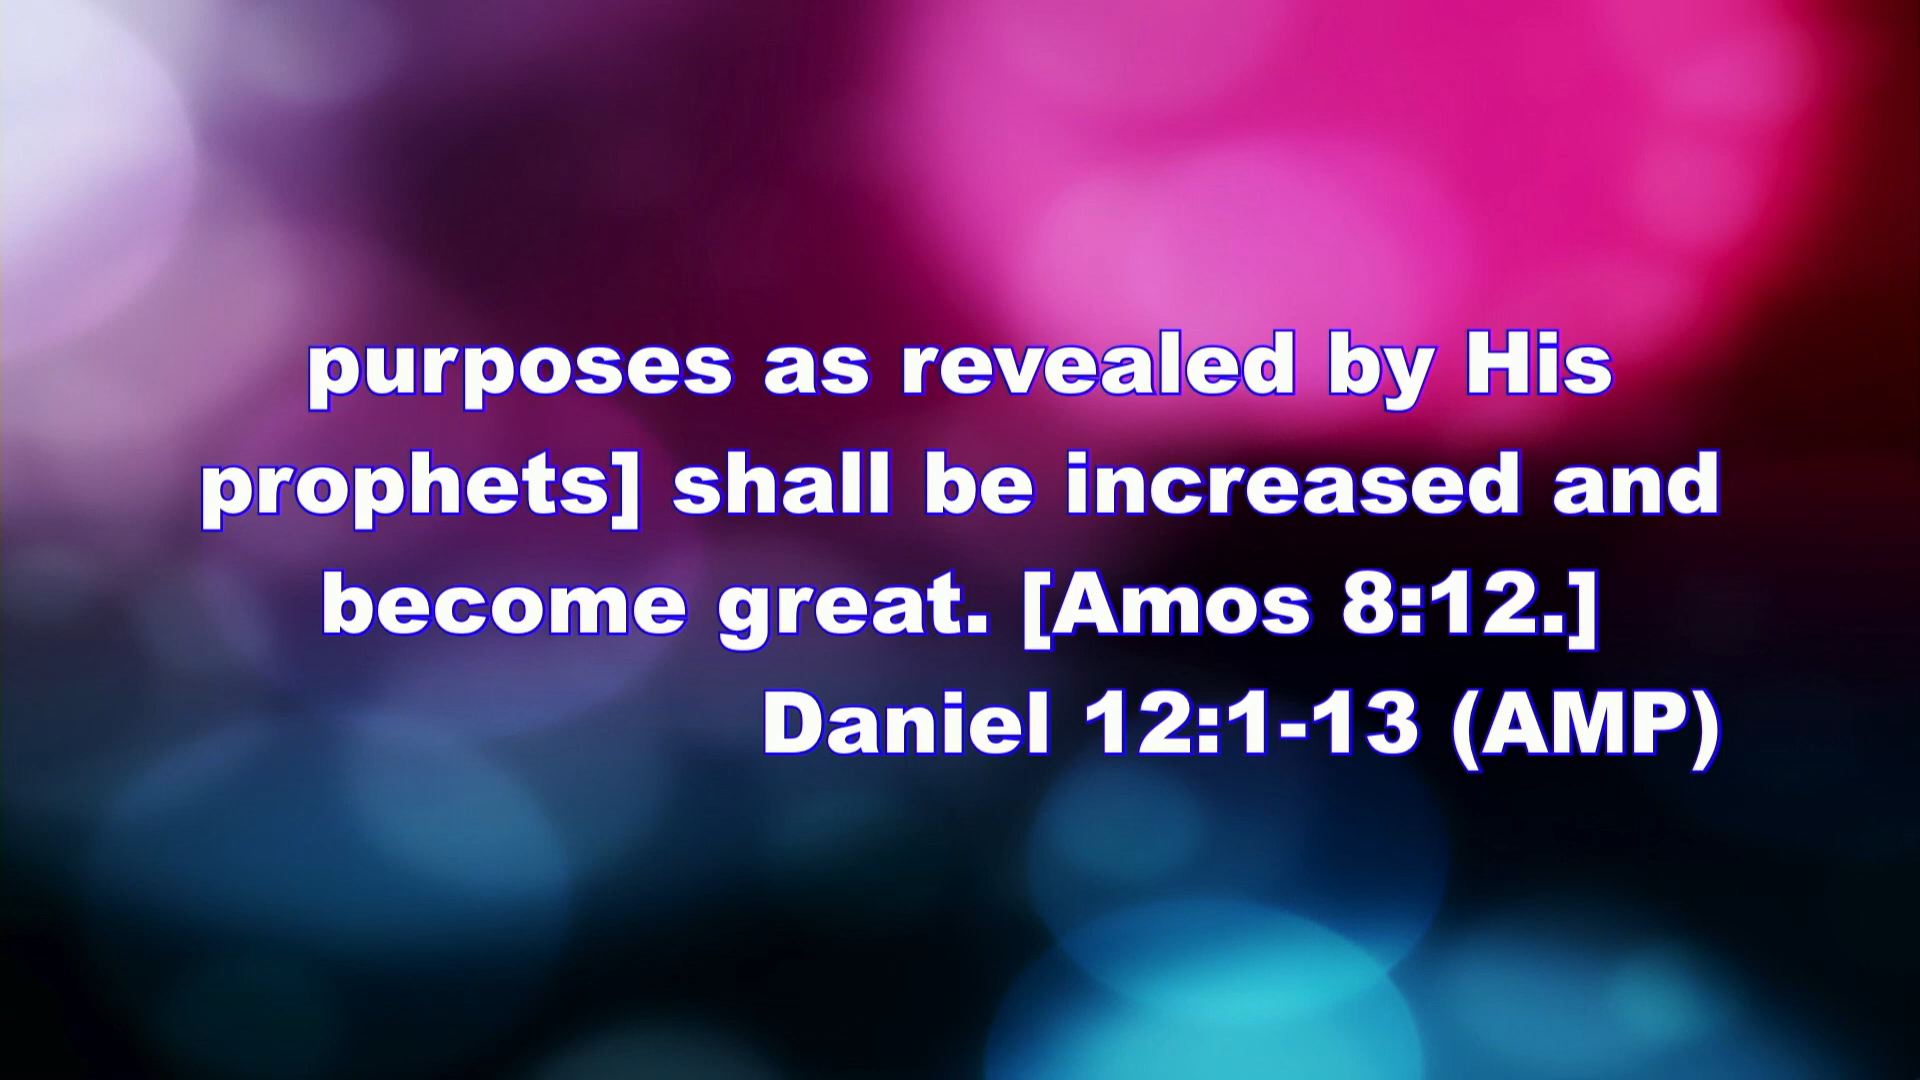 purposes as revealed by His
prophets] shall be increased and
become great. [Amos 8:12.]
Daniel 12:1-13 (AMP)